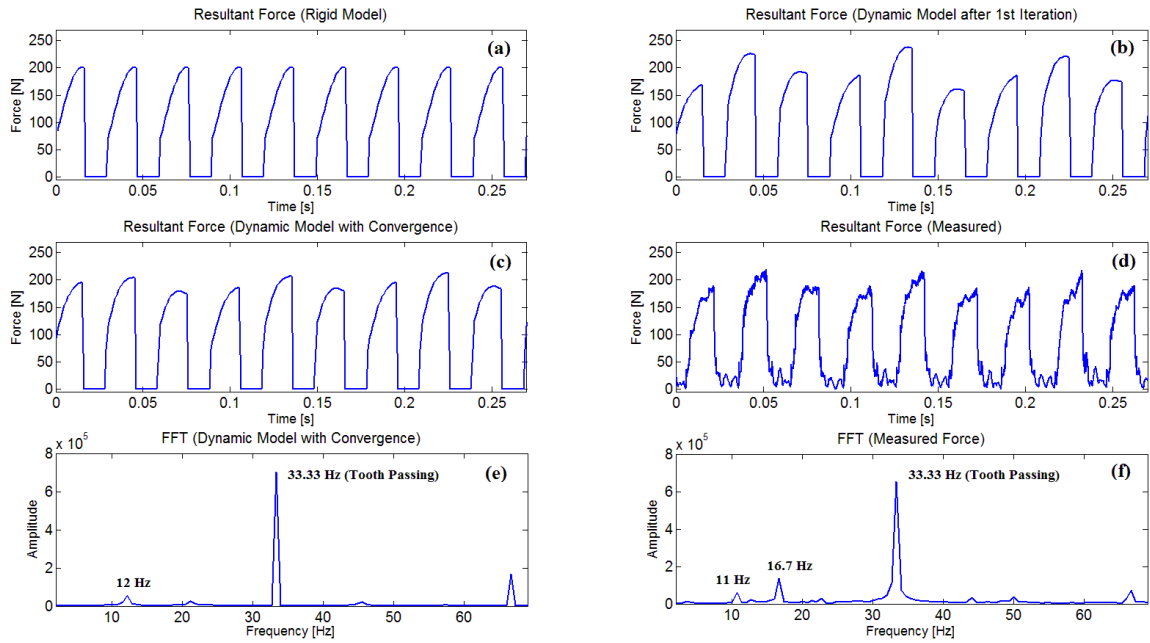 Resultant Force (Rigid Model)
250
200
150
100
50
0
Force [N]
(a)
0 0.05 0.1 0.15 0.2 0.25
Time [s]
Resultant Force (Dynamic Model after 1st Iteration)
250
200
150
100
50
0
Force [N]
(b)
0 0.05 0.1 0.15 0.2 0.25
Time [s]
Resultant Force (Dynamic Model with Convergence)
250
200
150
100
50
0
Force [N]
(c)
0 0.05 0.1 0.15 0.2 0.25
Time [s]
Resultant Force (Measured)
250
200
150
100
50
0
Force [N]
(d)
0 0.05 0.1 0.15 0.2 0.25
Time [s]
FFT (Dynamic Model with Convergence)
x 10^5
8
6
4
2
0
Amplitude
33.33 Hz (Tooth Passing)
(e)
12 Hz
10 20 30 40 50 60
Frequency [Hz]
FFT (Measured Force)
x 10^5
8
6
4
2
0
Amplitude
33.33 Hz (Tooth Passing)
(f)
11 Hz
16.7 Hz
10 20 30 40 50 60
Frequency [Hz]